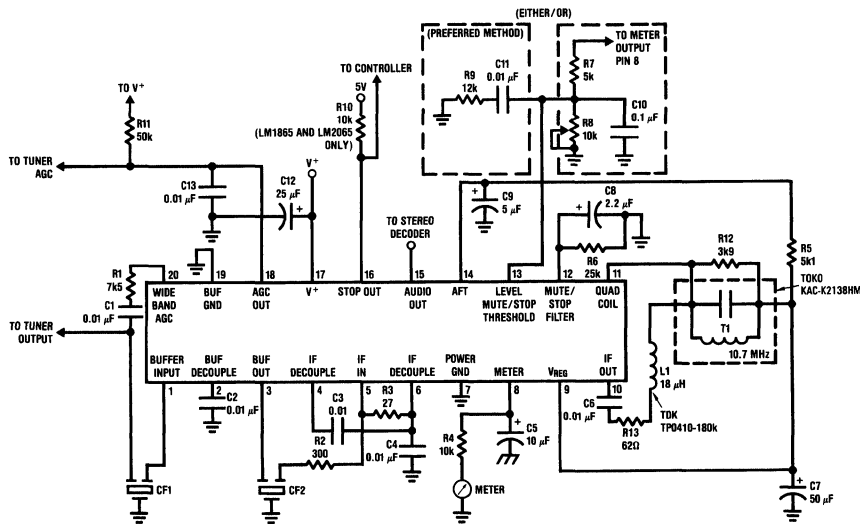 (EITHER/OR)
(PREFERRED METHOD)
TO METER
OUTPUT
PIN 8
R7
5k
C11
0.01 µF
R9
12k
C10
0.1 µF
R8
10k
TO CONTROLLER
5V
R10
10k
(LM1865 AND LM2065
ONLY)
TO V+
R11
50k
TO TUNER
AGC
C13
0.01 µF
C12
25 µF
+
V+
TO STEREO
DECODER
+
C9
5 µF
+
C8
2.2 µF
R6
25k
R12
3k9
R5
5k1
TOKO
KAC-K2138HM
T1
10.7 MHz
R1
7k5
C1
0.01 µF
TO TUNER
OUTPUT
20
19
18
17
16
15
14
13
12
11
WIDE
BAND
AGC
BUF
GND
AGC
OUT
V+
STOP OUT
AUDIO
OUT
AFT
LEVEL
MUTE/STOP
THRESHOLD
MUTE/
STOP
FILTER
QUAD
COIL
BUFFER
INPUT
BUF
DECOUPLE
BUF
OUT
IF
DECOUPLE
IF
IN
IF
DECOUPLE
POWER
GND
METER
VREG
IF
OUT
1
2
3
4
5
6
7
8
9
10
L1
18 µH
TDK
TP0410-180k
C2
0.01 µF
C3
0.01
R3
27
R2
300
C4
0.01 µF
R4
10k
+
C5
10 µF
C6
0.01 µF
R13
62Ω
CF1
CF2
METER
+
C7
50 µF